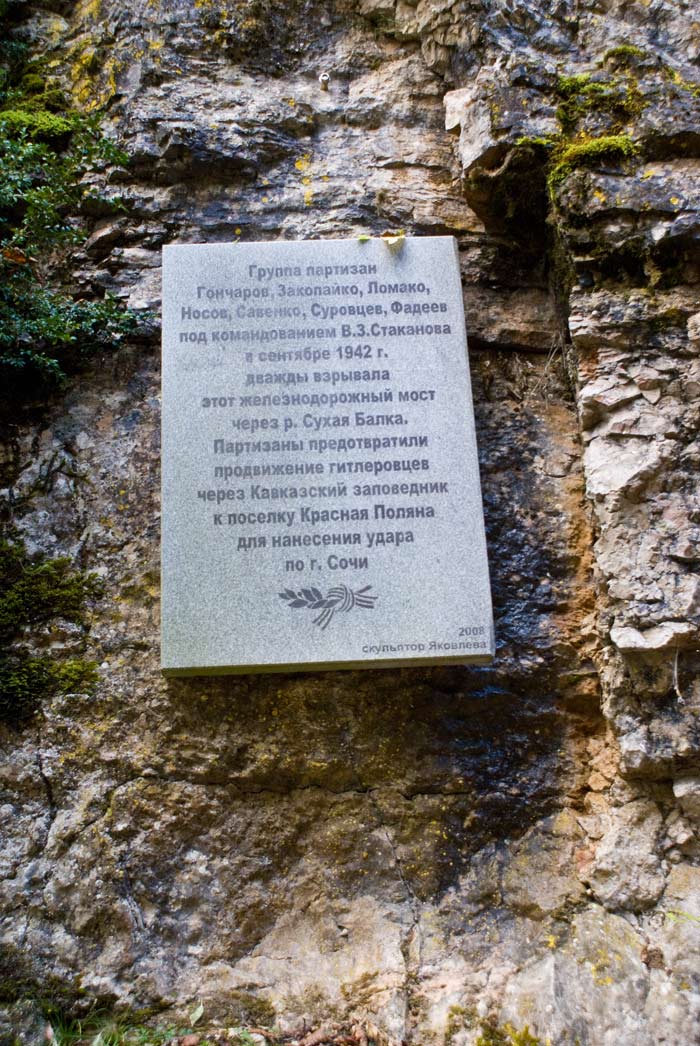 Группа партизан
Гончаров, Закопайко, Ломако,
Носов, Савенко, Суровцев, Фадеев
под командованием В.З.Стаканова
в сентябре 1942 г.
дважды взрывала
этот железнодорожный мост
через р. Сухая Балка.
Партизаны предотвратили
продвижение гитлеровцев
через Кавказский заповедник
к поселку Красная Поляна
для нанесения удара
по г. Сочи
2008
скульптор Яковлева